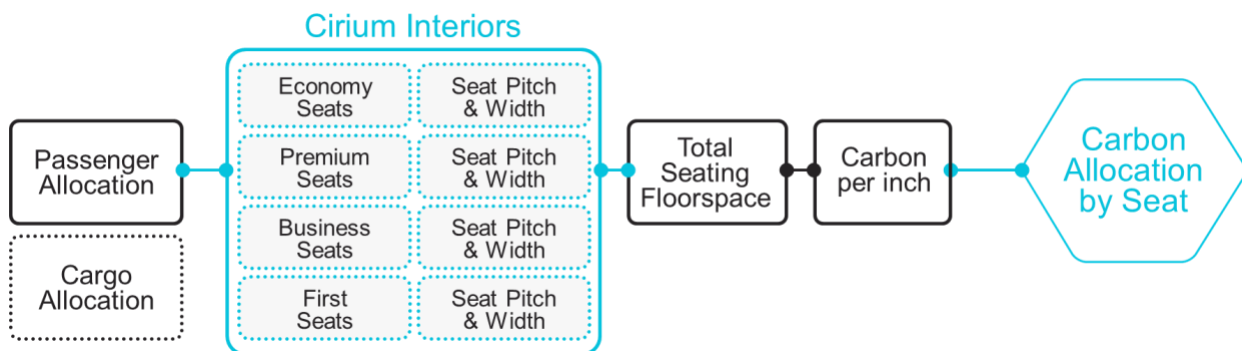 Cirium Interiors
Passenger
Allocation
Cargo
Allocation
Economy
Seats
Seat Pitch
& Width
Premium
Seats
Seat Pitch
& Width
Business
Seats
Seat Pitch
& Width
First
Seats
Seat Pitch
& Width
Total
Seating
Floorspace
Carbon
per inch
Carbon
Allocation
by Seat